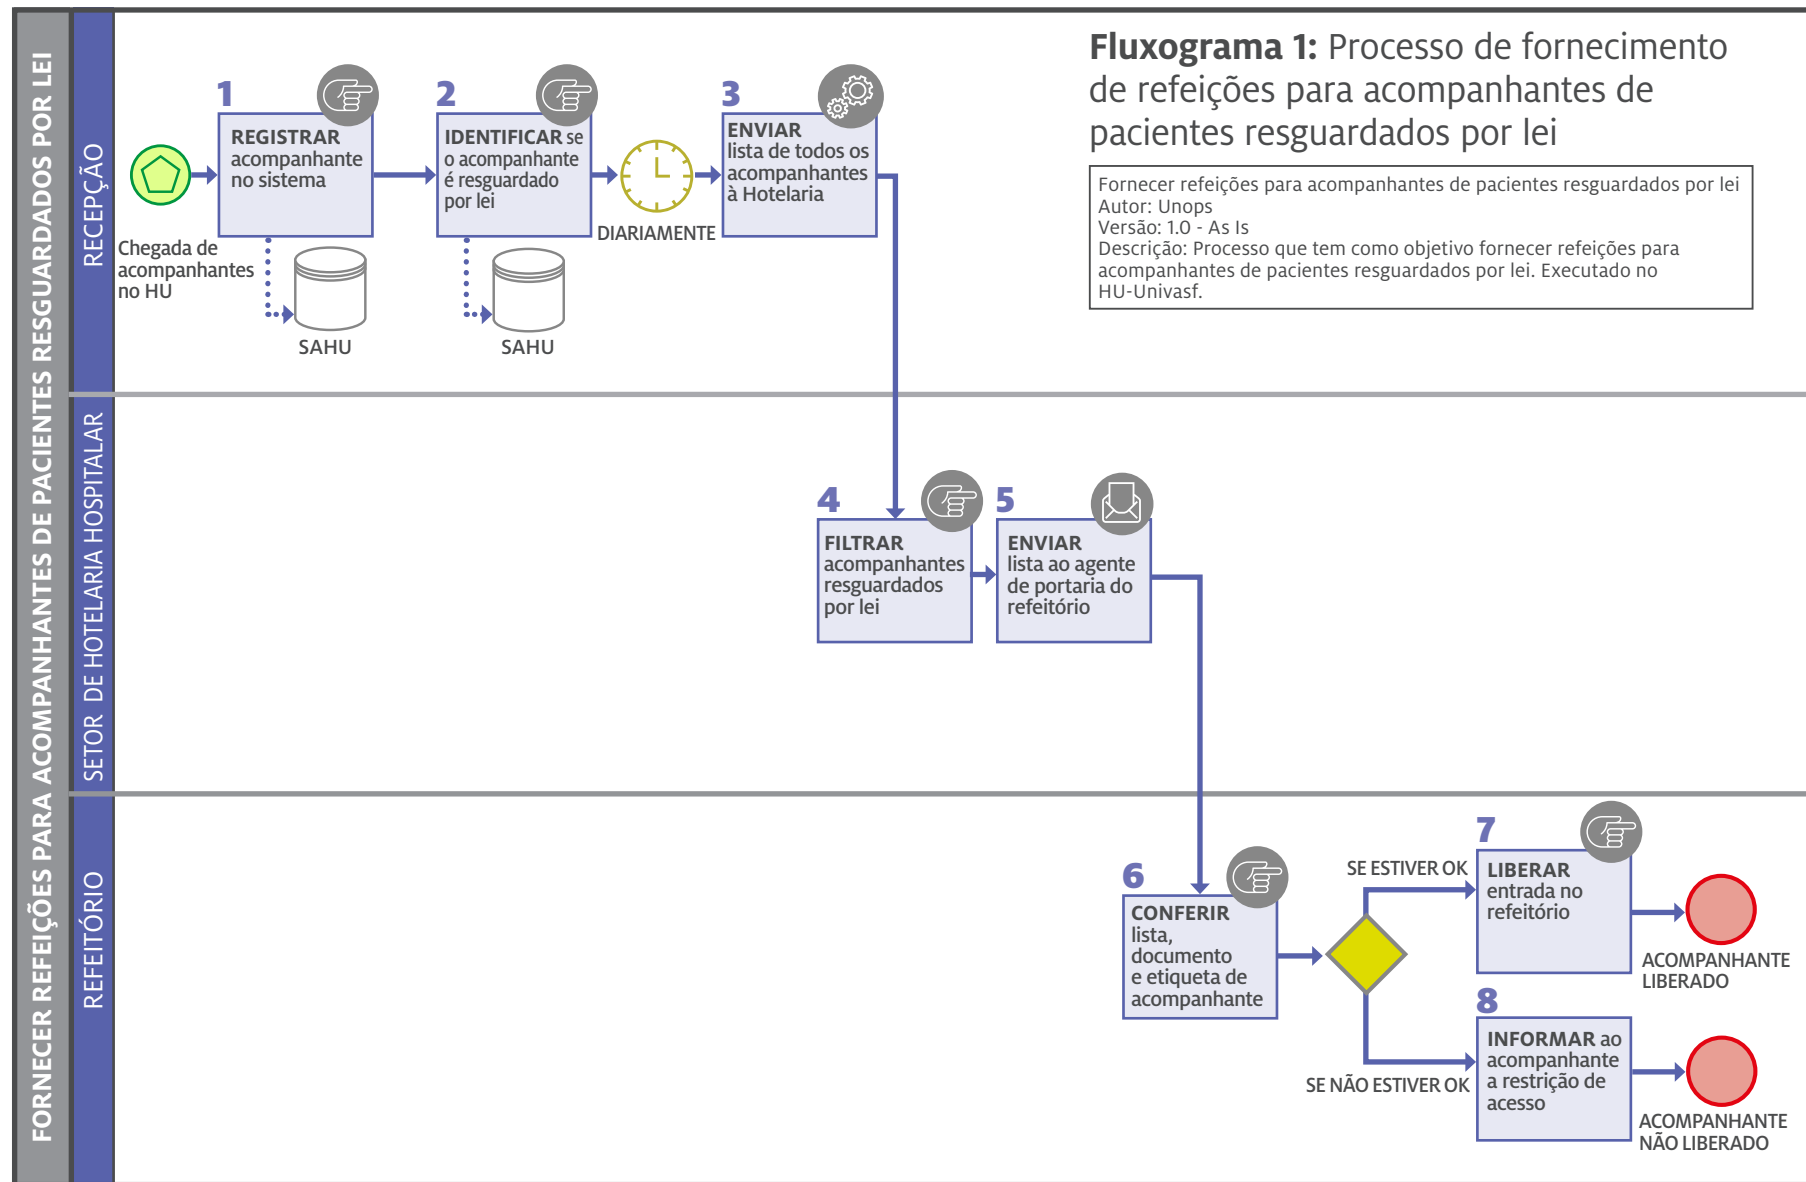 FORNECER REFEIÇÕES PARA ACOMPANHANTES DE PACIENTES RESGUARDADOS POR LEI
Fluxograma 1: Processo de fornecimento
de refeições para acompanhantes de
pacientes resguardados por lei
Fornecer refeições para acompanhantes de pacientes resguardados por lei
Autor: Unops
Versão: 1.0 - As Is
Descrição: Processo que tem como objetivo fornecer refeições para
acompanhantes de pacientes resguardados por lei. Executado no
HU-Univasf.
RECEPÇÃO
Chegada de
acompanhantes
no HU
1
REGISTRAR
acompanhante
no sistema
SAHU
2
IDENTIFICAR se
o acompanhante
é resguardado
por lei
SAHU
DIARIAMENTE
3
ENVIAR
lista de todos os
acompanhantes
à Hotelaria
SETOR DE HOTELARIA HOSPITALAR
4
FILTRAR
acompanhantes
resguardados
por lei
5
ENVIAR
lista ao agente
de portaria do
refeitório
REFEITÓRIO
6
CONFERIR
lista,
documento
e etiqueta de
acompanhante
SE ESTIVER OK
7
LIBERAR
entrada no
refeitório
ACOMPANHANTE
LIBERADO
SE NÃO ESTIVER OK
8
INFORMAR ao
acompanhante
a restrição de
acesso
ACOMPANHANTE
NÃO LIBERADO